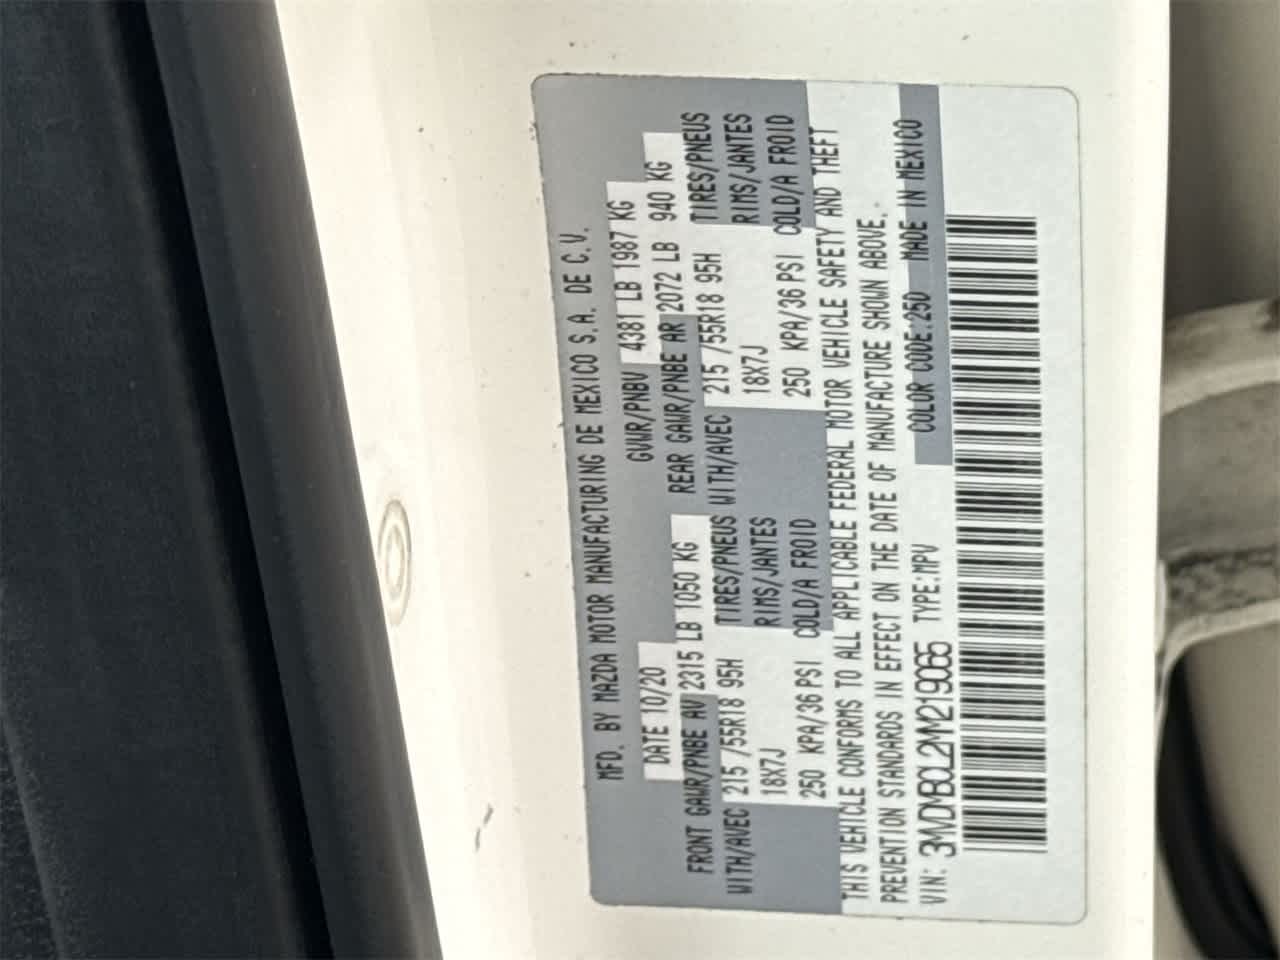 MFD. BY MAZDA MOTOR MANUFACTURING DE MEXICO S.A. DE C.V.
DATE 10/20 GVWR/PNBV 4381 LB 1987 KG
FRONT GAWR/PNBE AV 2315 LB 1050 KG REAR GAWR/PNBE AR 2072 LB 940 KG
WITH/AVEC 215 /55R18 95H TIRES/PNEUS WITH/AVEC 215 /55R18 95H TIRES/PNEUS
18X7J RIMS/JANTES 18X7J RIMS/JANTES
250 KPA/36 PSI COLD/A FROID 250 KPA/36 PSI COLD/A FROID
THIS VEHICLE CONFORMS TO ALL APPLICABLE FEDERAL MOTOR VEHICLE SAFETY AND THEFT
PREVENTION STANDARDS IN EFFECT ON THE DATE OF MANUFACTURE SHOWN ABOVE.
VIN: 3MVDMBCL2MM219065 TYPE:MPV COLOR CODE:25D MADE IN MEXICO